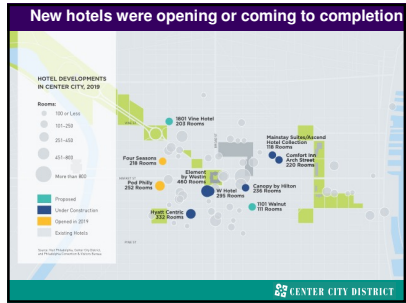 New hotels were opening or coming to completion
HOTEL DEVELOPMENTS
IN CENTER CITY, 2019
Rooms:
100 or Less
101–250
251–450
451–800
More than 800
Proposed
Under Construction
Opened in 2019
Existing Hotels
1601 Vine Hotel
203 Rooms
Mainstay Suites/Ascend
Hotel Collection
118 Rooms
Comfort Inn
Arch Street
220 Rooms
Four Seasons
219 Rooms
Element
by Westin
460 Rooms
Pod Philly
252 Rooms
W Hotel
295 Rooms
Canopy by Hilton
236 Rooms
1101 Walnut
111 Rooms
Hyatt Centric
332 Rooms
CENTER CITY DISTRICT